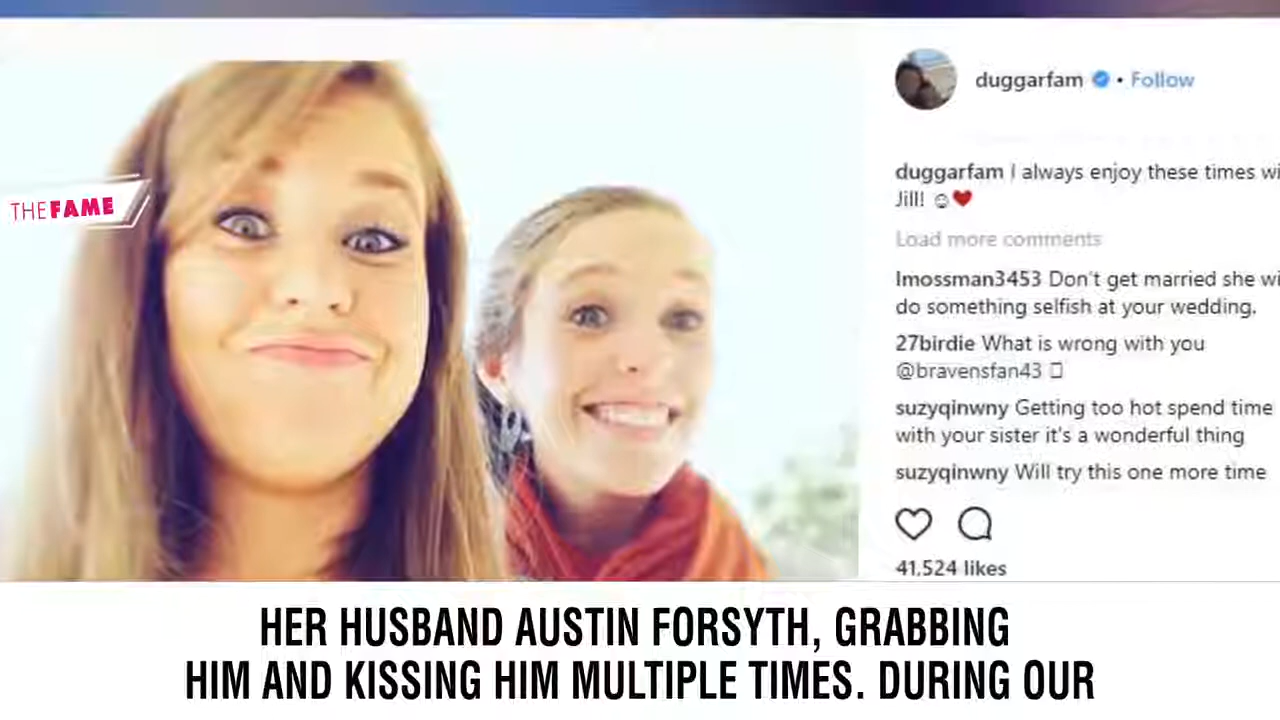 THEFAME
duggarfam • Follow
duggarfam I always enjoy these times wi
Jill! ☺❤
Load more comments
lmossman3453 Don't get married she wi
do something selfish at your wedding.
27birdie What is wrong with you
@bravensfan43
suzyqinwny Getting too hot spend time
with your sister it's a wonderful thing
suzyqinwny Will try this one more time
41,524 likes
HER HUSBAND AUSTIN FORSYTH, GRABBING
HIM AND KISSING HIM MULTIPLE TIMES. DURING OUR